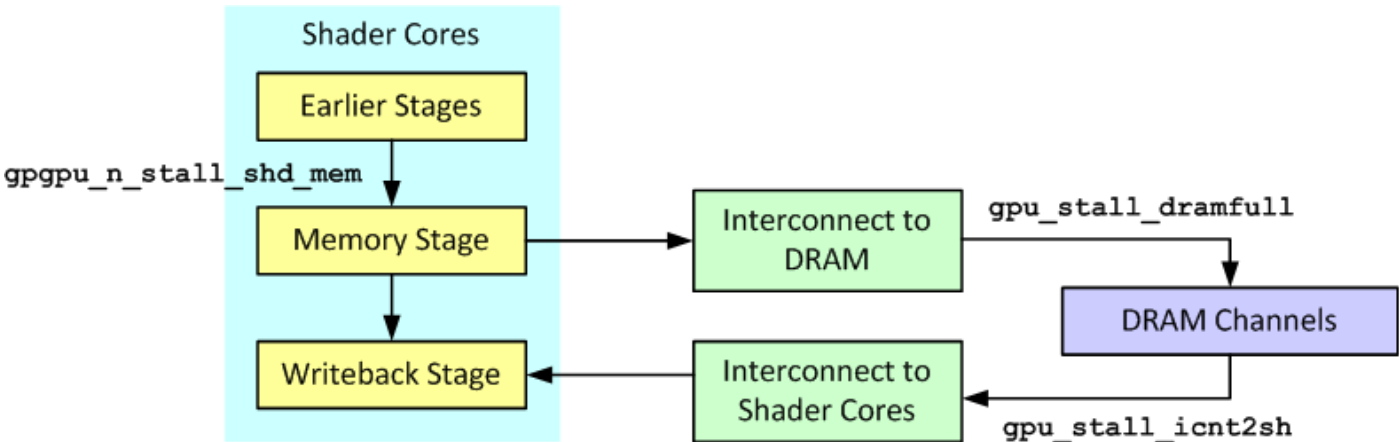 Shader Cores
Earlier Stages
gpgpu_n_stall_shd_mem
Memory Stage
Interconnect to
DRAM
gpu_stall_dramfull
DRAM Channels
Writeback Stage
Interconnect to
Shader Cores
gpu_stall_icnt2sh